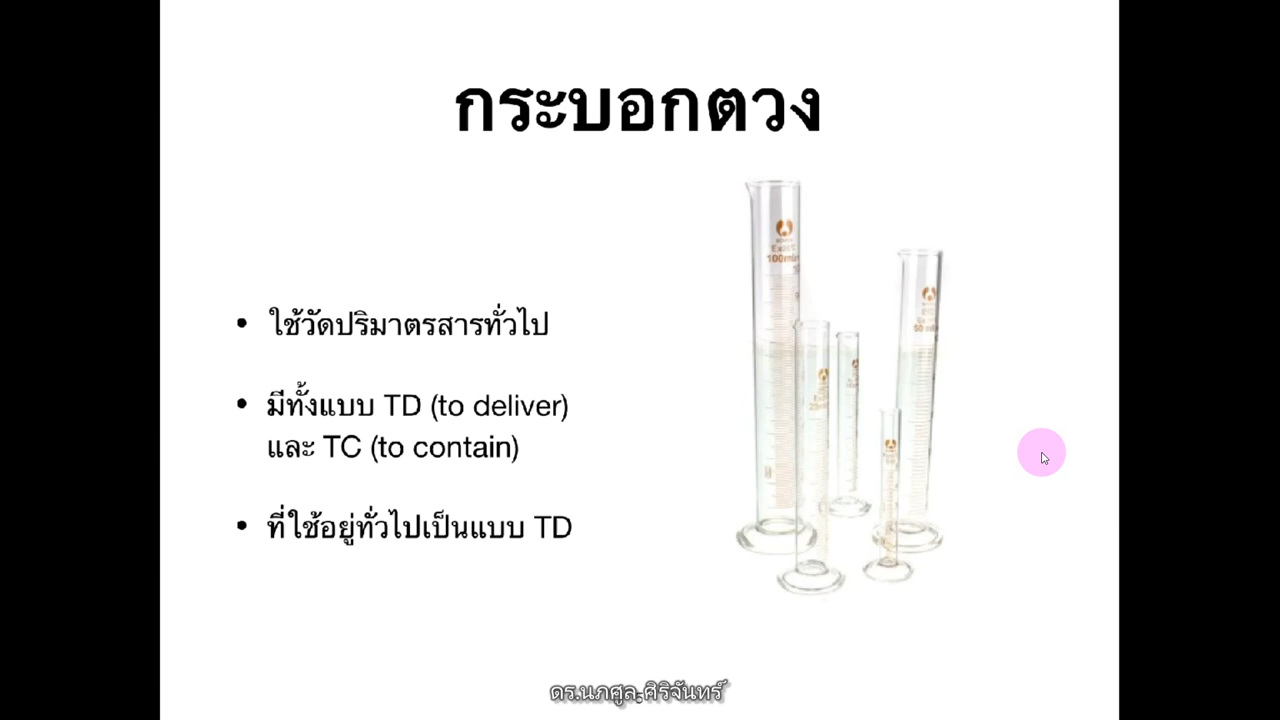 กระบอกตวง
• ใช้วัดปริมาตรสารทั่วไป
• มีทั้งแบบ TD (to deliver)
และ TC (to contain)
• ที่ใช้อยู่ทั่วไปเป็นแบบ TD
100ml
50 ml
ดร.นภศูล ศิริจันทร์